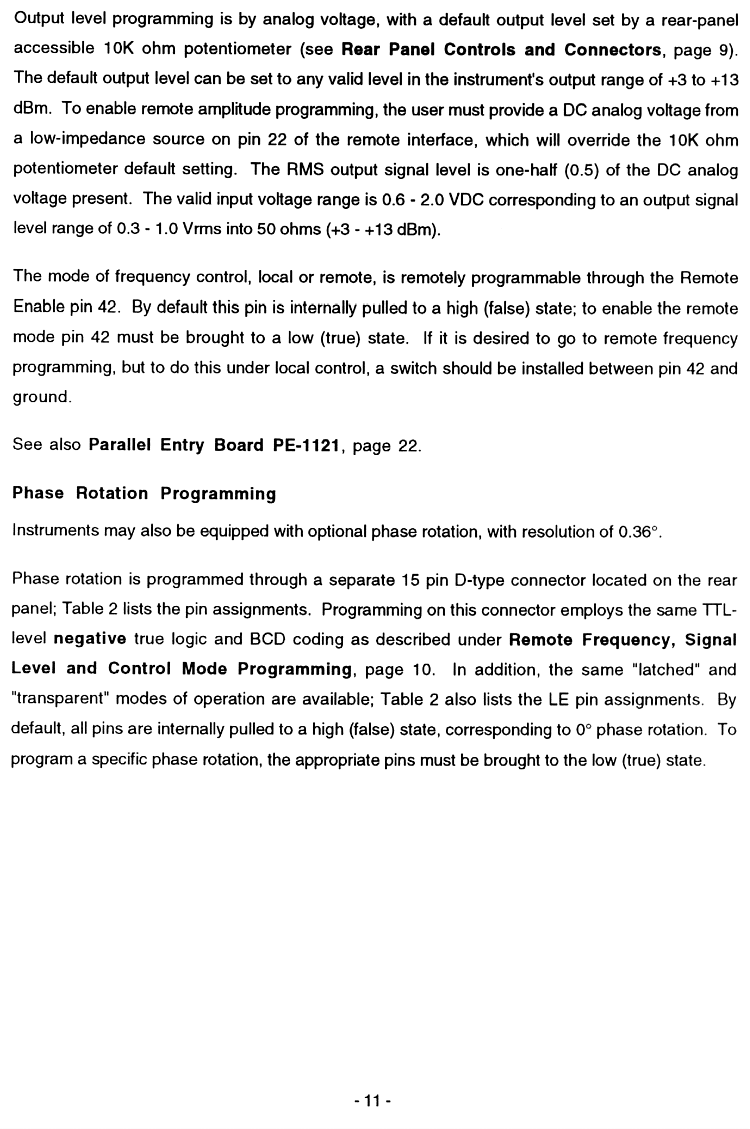 Output level programming is by analog voltage, with a default output level set by a rear-panel
accessible 10K ohm potentiometer (see Rear Panel Controls and Connectors, page 9).
The default output level can be set to any valid level in the instrument's output range of +3 to +13
dBm. To enable remote amplitude programming, the user must provide a DC analog voltage from
a low-impedance source on pin 22 of the remote interface, which will override the 10K ohm
potentiometer default setting. The RMS output signal level is one-half (0.5) of the DC analog
voltage present. The valid input voltage range is 0.6 - 2.0 VDC corresponding to an output signal
level range of 0.3 - 1.0 Vrms into 50 ohms (+3 - +13 dBm).
The mode of frequency control, local or remote, is remotely programmable through the Remote
Enable pin 42. By default this pin is internally pulled to a high (false) state; to enable the remote
mode pin 42 must be brought to a low (true) state. If it is desired to go to remote frequency
programming, but to do this under local control, a switch should be installed between pin 42 and
ground.
See also Parallel Entry Board PE-1121, page 22.
Phase Rotation Programming
Instruments may also be equipped with optional phase rotation, with resolution of 0.36°.
Phase rotation is programmed through a separate 15 pin D-type connector located on the rear
panel; Table 2 lists the pin assignments. Programming on this connector employs the same TTL-
level negative true logic and BCD coding as described under Remote Frequency, Signal
Level and Control Mode Programming, page 10. In addition, the same "latched" and
"transparent" modes of operation are available; Table 2 also lists the LE pin assignments. By
default, all pins are internally pulled to a high (false) state, corresponding to 0° phase rotation. To
program a specific phase rotation, the appropriate pins must be brought to the low (true) state.
- 11 -